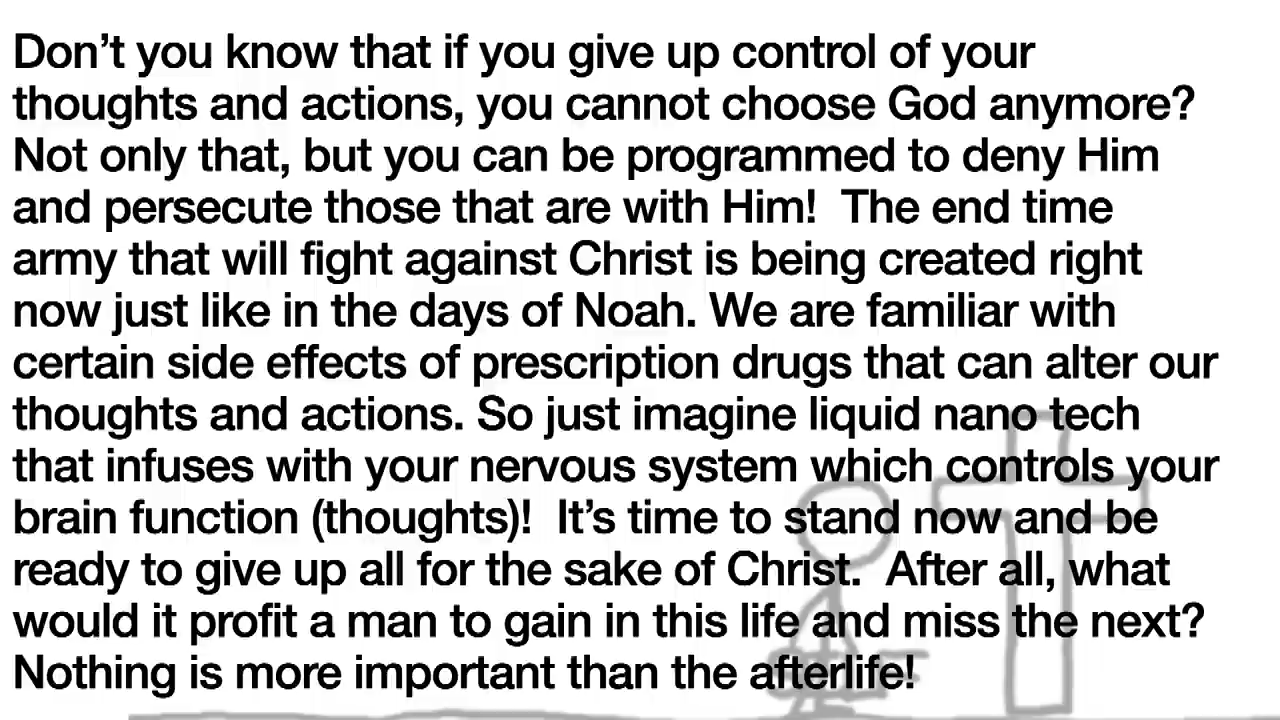 Don’t you know that if you give up control of your
thoughts and actions, you cannot choose God anymore?
Not only that, but you can be programmed to deny Him
and persecute those that are with Him!  The end time
army that will fight against Christ is being created right
now just like in the days of Noah. We are familiar with
certain side effects of prescription drugs that can alter our
thoughts and actions. So just imagine liquid nano tech
that infuses with your nervous system which controls your
brain function (thoughts)!  It’s time to stand now and be
ready to give up all for the sake of Christ.  After all, what
would it profit a man to gain in this life and miss the next?
Nothing is more important than the afterlife!